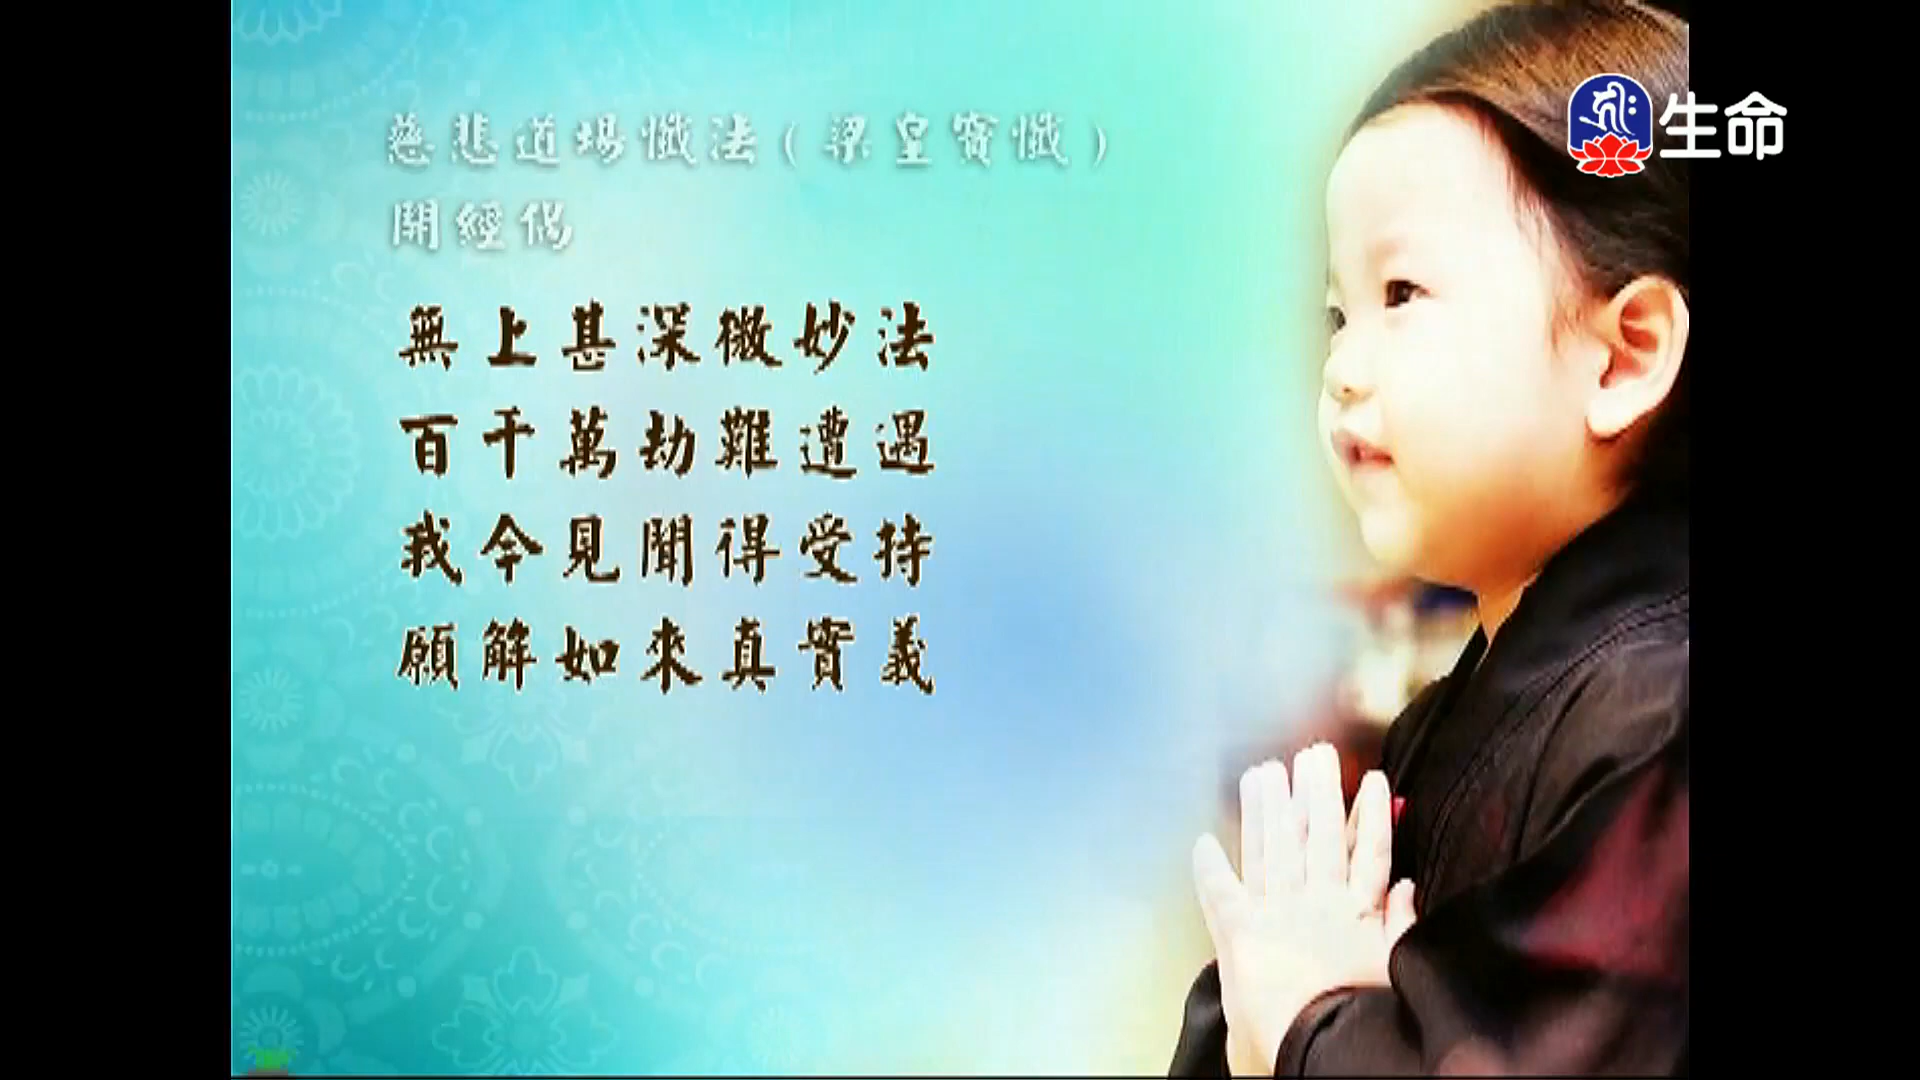 慈悲道場懺法（梁皇寶懺）
開經偈
無上甚深微妙法
百千萬劫難遭遇
我今見聞得受持
願解如來真實義
生命